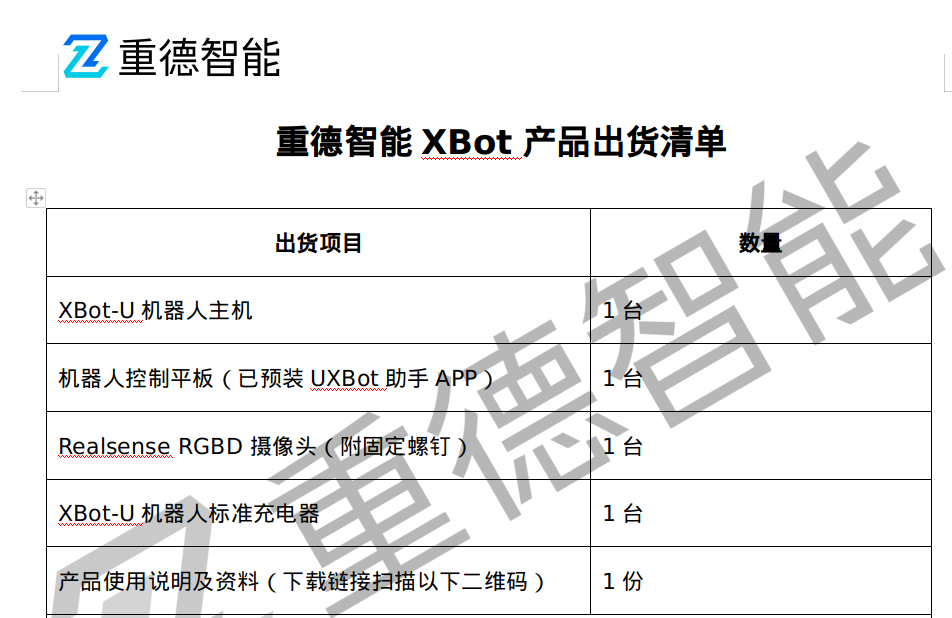 重德智能
重德智能 XBot 产品出货清单
出货项目 数量
XBot-U 机器人主机 1 台
机器人控制平板（已预装 UXBot 助手 APP） 1 台
Realsense RGBD 摄像头（附固定螺钉） 1 台
XBot-U 机器人标准充电器 1 台
产品使用说明及资料（下载链接扫描以下二维码） 1 份
重德智能